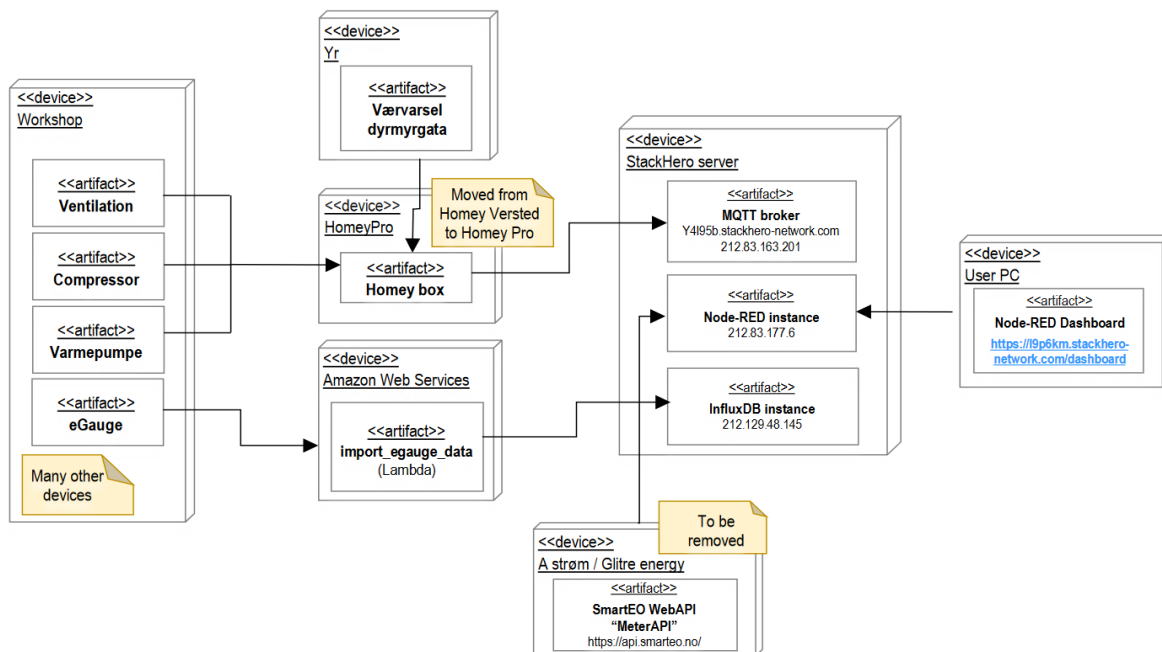 <<device>>
Workshop
<<artifact>>
Ventilation
<<artifact>>
Compressor
<<artifact>>
Varmepumpe
<<artifact>>
eGauge
Many other
devices
<<device>>
Yr
<<artifact>>
Værvarsel
dyrmyrgata
<<device>>
HomeyPro
Moved from
Homey Versted
to Homey Pro
<<artifact>>
Homey box
<<device>>
Amazon Web Services
<<artifact>>
import_egauge_data
(Lambda)
<<device>>
StackHero server
<<artifact>>
MQTT broker
Y4I95b.stackhero-network.com
212.83.163.201
<<artifact>>
Node-RED instance
212.83.177.6
<<artifact>>
InfluxDB instance
212.129.48.145
<<device>>
User PC
<<artifact>>
Node-RED Dashboard
https://l9p6km.stackhero-
network.com/dashboard
To be
removed
<<device>>
A strøm / Glitre energy
<<artifact>>
SmartEO WebAPI
“MeterAPI”
https://api.smarteo.no/